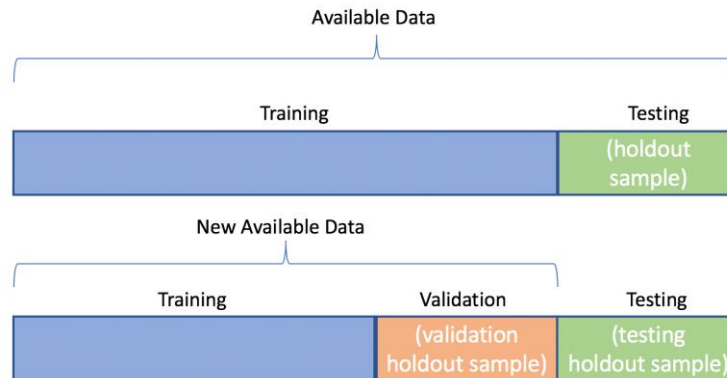 Available Data
Training Testing
(holdout
sample)
New Available Data
Training Validation Testing
(validation (testing
holdout sample) holdout sample)